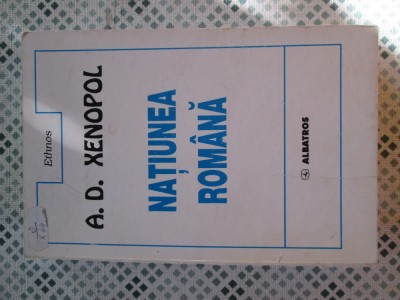 Ethnos
A. D. XENOPOL
NAȚIUNEA
ROMÂNĂ
ALBATROS